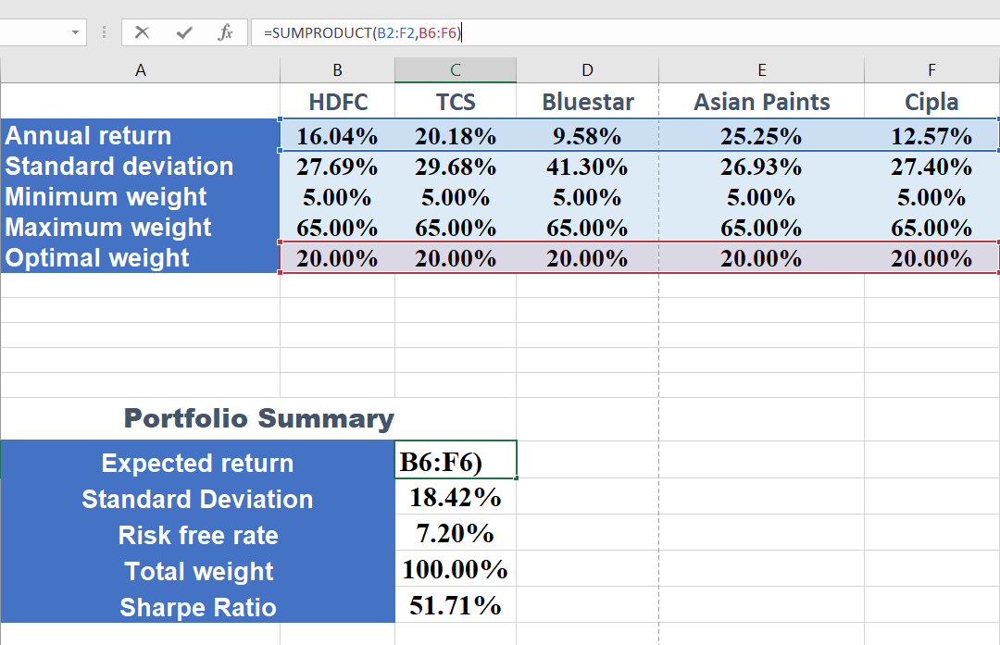 fx =SUMPRODUCT(B2:F2,B6:F6)
A B C D E F
HDFC TCS Bluestar Asian Paints Cipla
Annual return 16.04% 20.18% 9.58% 25.25% 12.57%
Standard deviation 27.69% 29.68% 41.30% 26.93% 27.40%
Minimum weight 5.00% 5.00% 5.00% 5.00% 5.00%
Maximum weight 65.00% 65.00% 65.00% 65.00% 65.00%
Optimal weight 20.00% 20.00% 20.00% 20.00% 20.00%
Portfolio Summary
Expected return B6:F6)
Standard Deviation 18.42%
Risk free rate 7.20%
Total weight 100.00%
Sharpe Ratio 51.71%